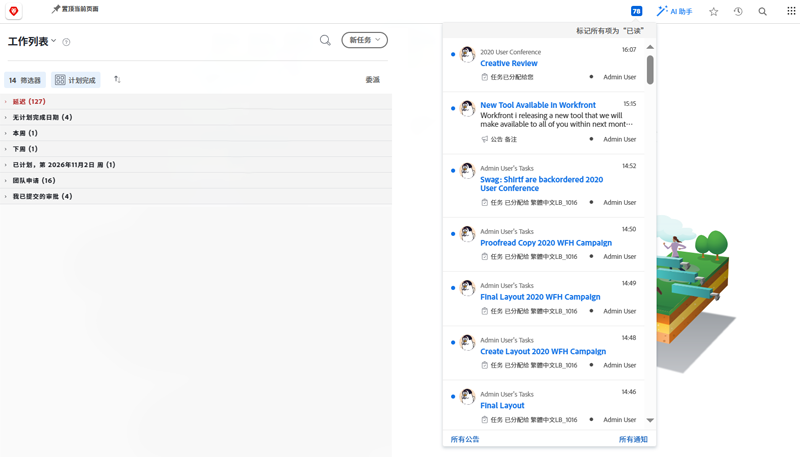 置顶当前页面
78
AI 助手
工作列表
新任务
14 筛选器
计划完成
委派
延迟 (127)
无计划完成日期 (4)
本周 (1)
下周 (1)
已计划，第 2026年11月2日 周 (1)
团队申请 (16)
我已提交的审批 (4)
标记所有项为“已读”
2020 User Conference
16:07
Creative Review
任务已分配给您
Admin User
New Tool Available in Workfront
15:15
Workfront i releasing a new tool that we will
make available to all of you within next mont…
公告 备注
Admin User
Admin User's Tasks
14:52
Swag: Shirtf are backordered 2020
User Conference
任务 已分配给 繁體中文LB_1016
Admin User
Admin User's Tasks
14:50
Proofread Copy 2020 WFH Campaign
任务 已分配给 繁體中文LB_1016
Admin User
Admin User's Tasks
14:49
Final Layout 2020 WFH Campaign
任务 已分配给 繁體中文LB_1016
Admin User
Admin User's Tasks
14:48
Create Layout 2020 WFH Campaign
任务 已分配给 繁體中文LB_1016
Admin User
Admin User's Tasks
14:46
Final Layout
任务 已分配给 繁體中文LB_1016
Admin User
所有公告
所有通知